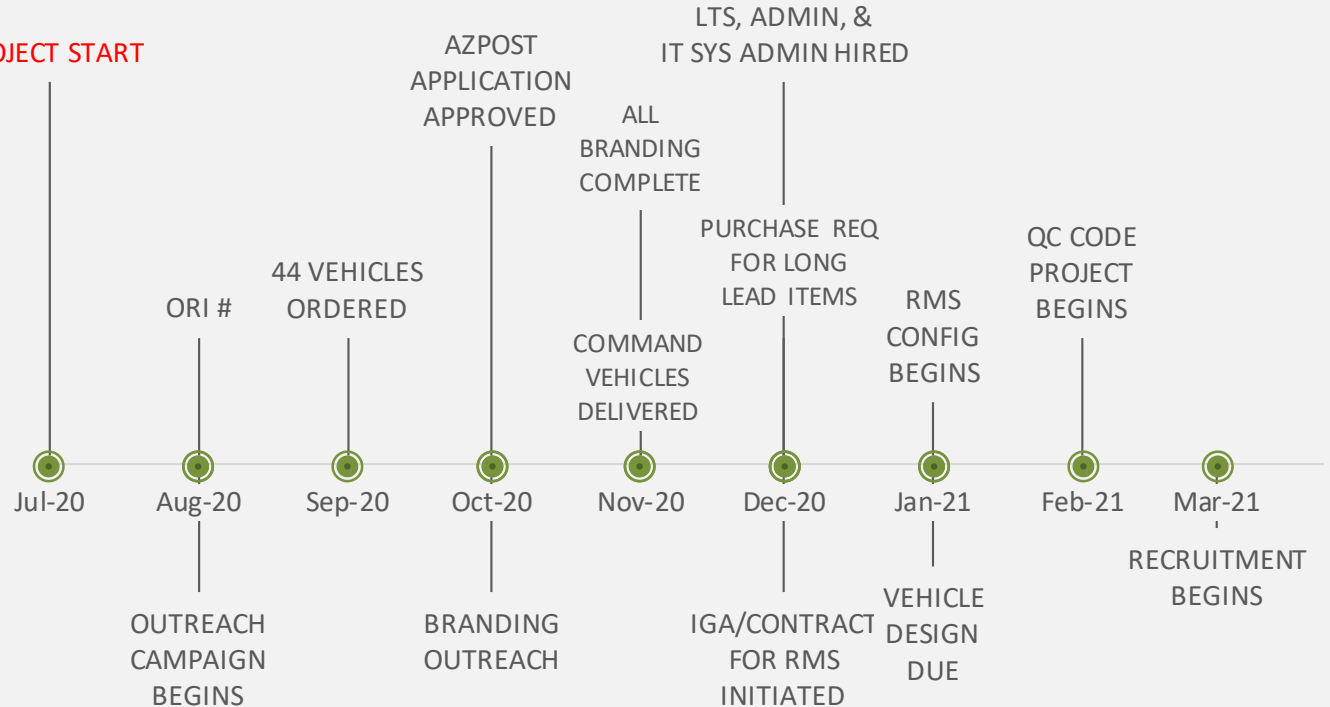 OJECT START
LTS, ADMIN, &
IT SYS ADMIN HIRED
AZPOST
APPLICATION
APPROVED
ALL
BRANDING
COMPLETE
PURCHASE REQ
FOR LONG
LEAD ITEMS
QC CODE
PROJECT
BEGINS
44 VEHICLES
ORDERED
ORI #
RMS
CONFIG
BEGINS
COMMAND
VEHICLES
DELIVERED
Jul-20
Aug-20
Sep-20
Oct-20
Nov-20
Dec-20
Jan-21
Feb-21
Mar-21
RECRUITMENT
BEGINS
OUTREACH
CAMPAIGN
BEGINS
BRANDING
OUTREACH
IGA/CONTRACT
FOR RMS
INITIATED
VEHICLE
DESIGN
DUE